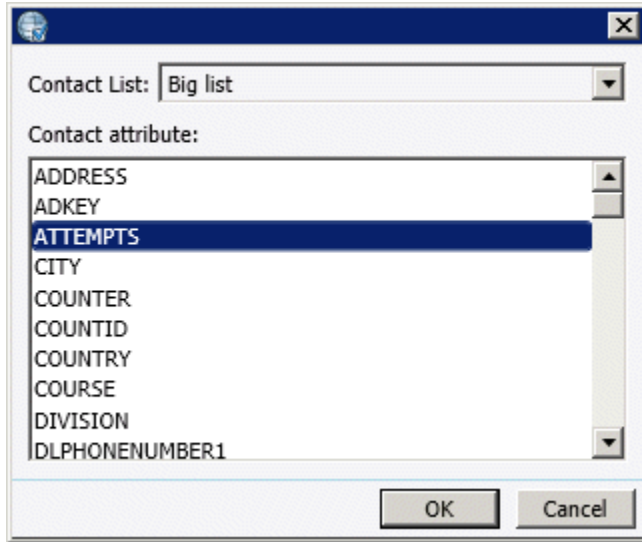 Contact List: Big list
Contact attribute:
ADDRESS
ADKEY
ATTEMPTS
CITY
COUNTER
COUNTID
COUNTRY
COURSE
DIVISION
DLPHONENUMBER1
OK Cancel